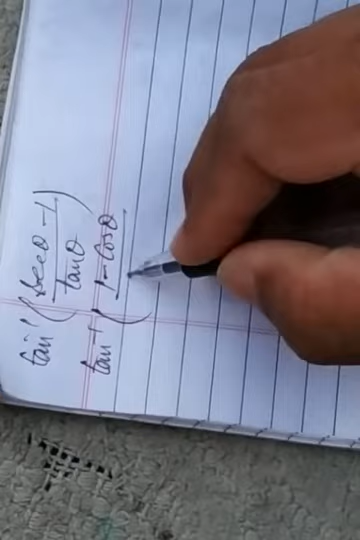 tan⁻¹ ( secθ - 1 / tanθ )
tan⁻¹ ( 1 - cosθ